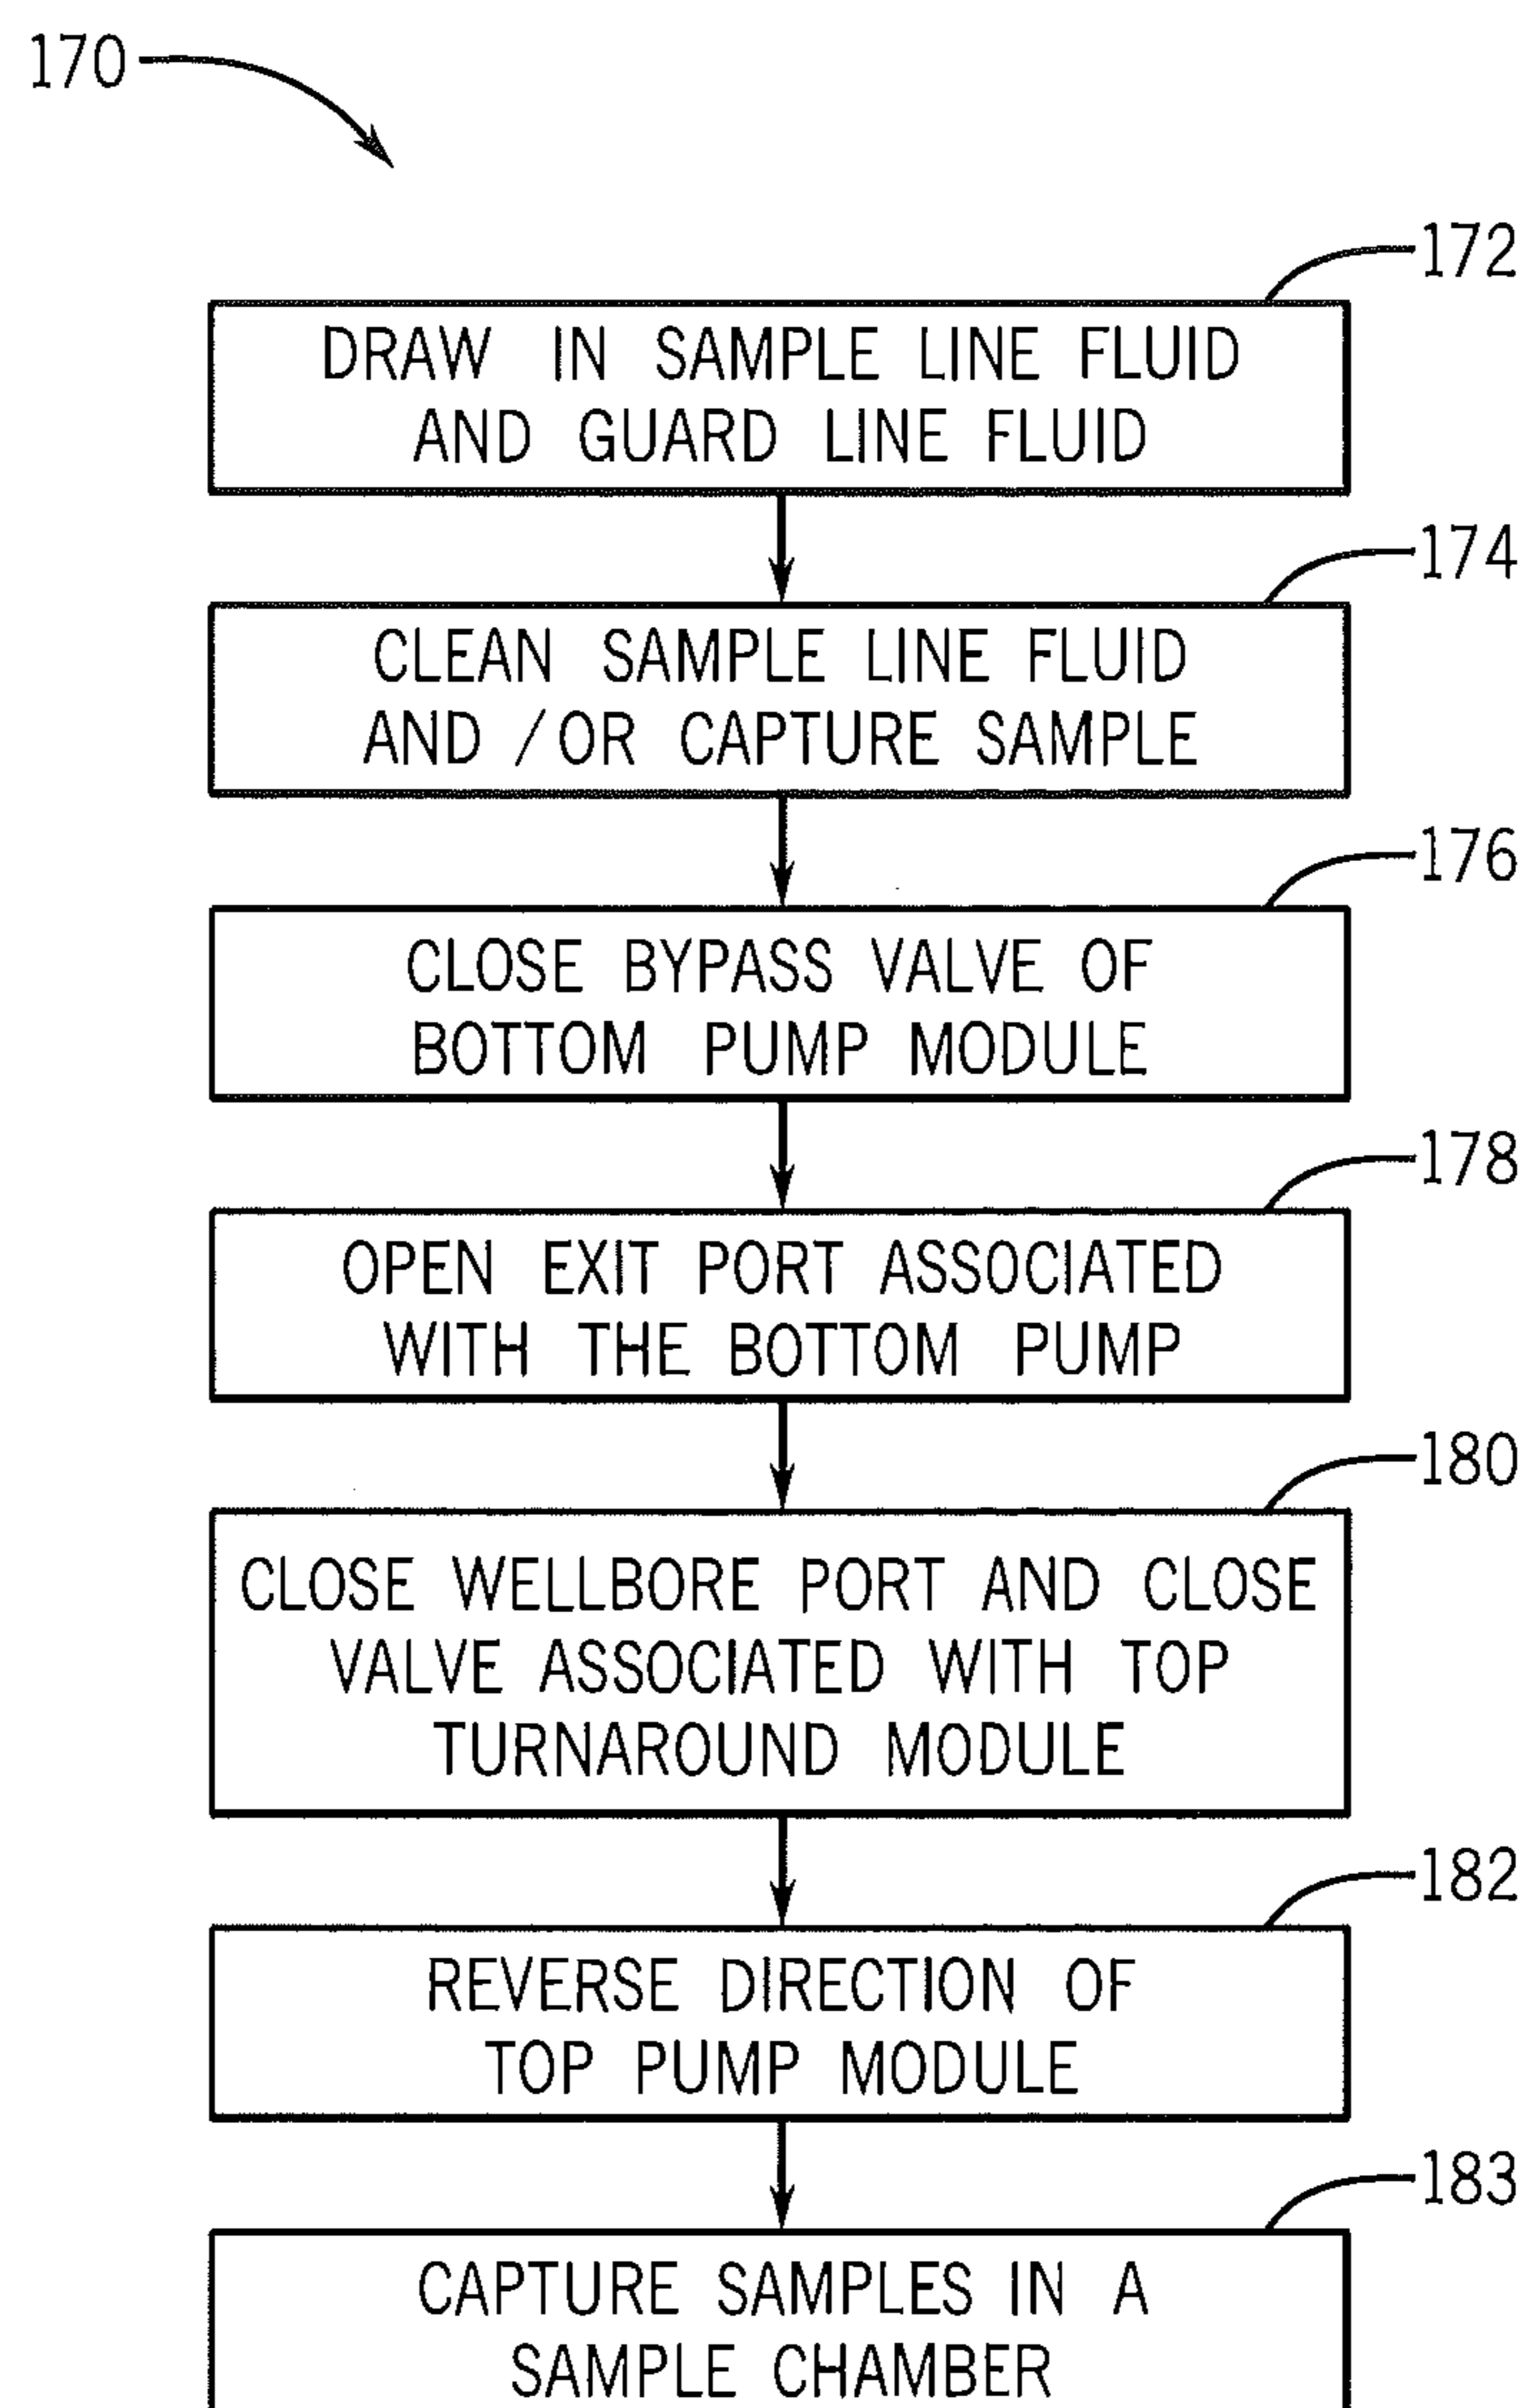 170
172
DRAW IN SAMPLE LINE FLUID
AND GUARD LINE FLUID
174
CLEAN SAMPLE LINE FLUID
AND /OR CAPTURE SAMPLE
176
CLOSE BYPASS VALVE OF
BOTTOM PUMP MODULE
178
OPEN EXIT PORT ASSOCIATED
WITH THE BOTTOM PUMP
180
CLOSE WELLBORE PORT AND CLOSE
VALVE ASSOCIATED WITH TOP
TURNAROUND MODULE
182
REVERSE DIRECTION OF
TOP PUMP MODULE
183
CAPTURE SAMPLES IN A
SAMPLE CHAMBER